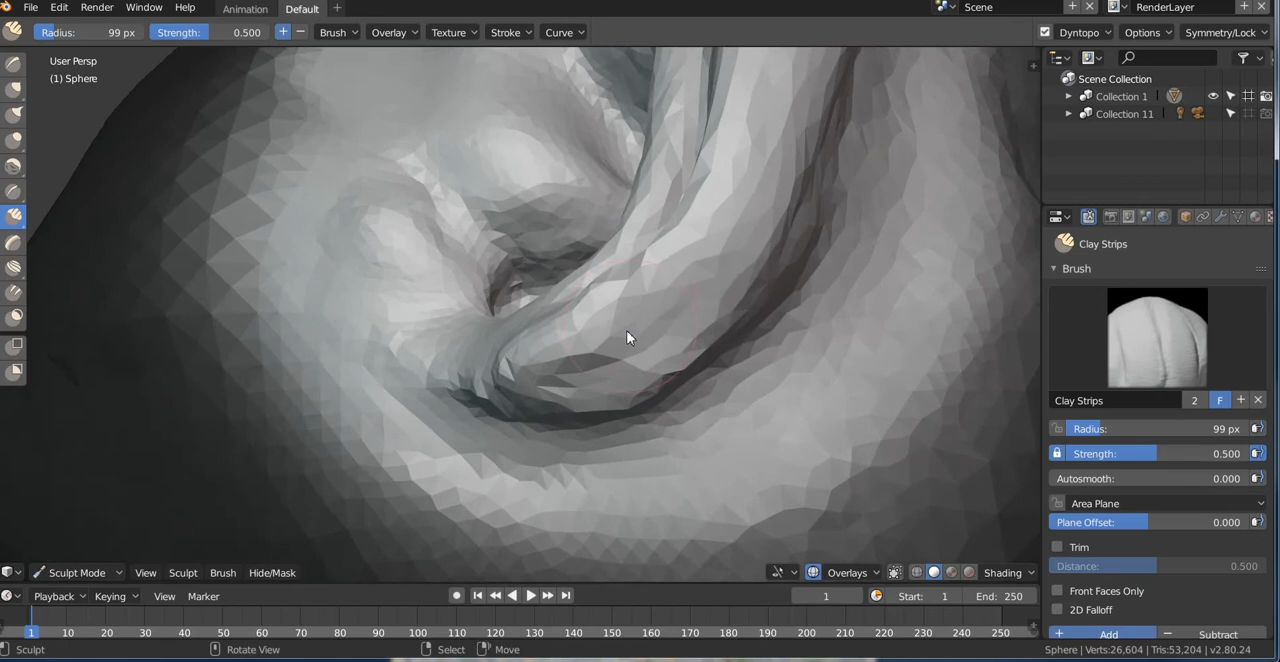 File Edit Render Window Help Animation Default + Scene RenderLayer
Radius: 99 px Strength: 0.500 Brush Overlay Texture Stroke Curve Dyntopo Options Symmetry/Lock
User Persp
(1) Sphere
Scene Collection
Collection 1
Collection 11
Clay Strips
Brush
Clay Strips 2 F
Radius: 99 px
Strength: 0.500
Autosmooth: 0.000
Area Plane
Plane Offset: 0.000
Trim
Distance: 0.500
Front Faces Only
2D Falloff
Add Subtract
Sculpt Mode View Sculpt Brush Hide/Mask Overlays Shading
Playback Keying View Marker 1 Start: 1 End: 250
1 10 20 30 40 50 60 70 80 90 100 110 120 130 140 150 160 170 180 190 200 210 220 230 240 250
Sculpt Rotate View Select Move Sphere | Verts:26,604 | Tris:53,204 | v2.80.24